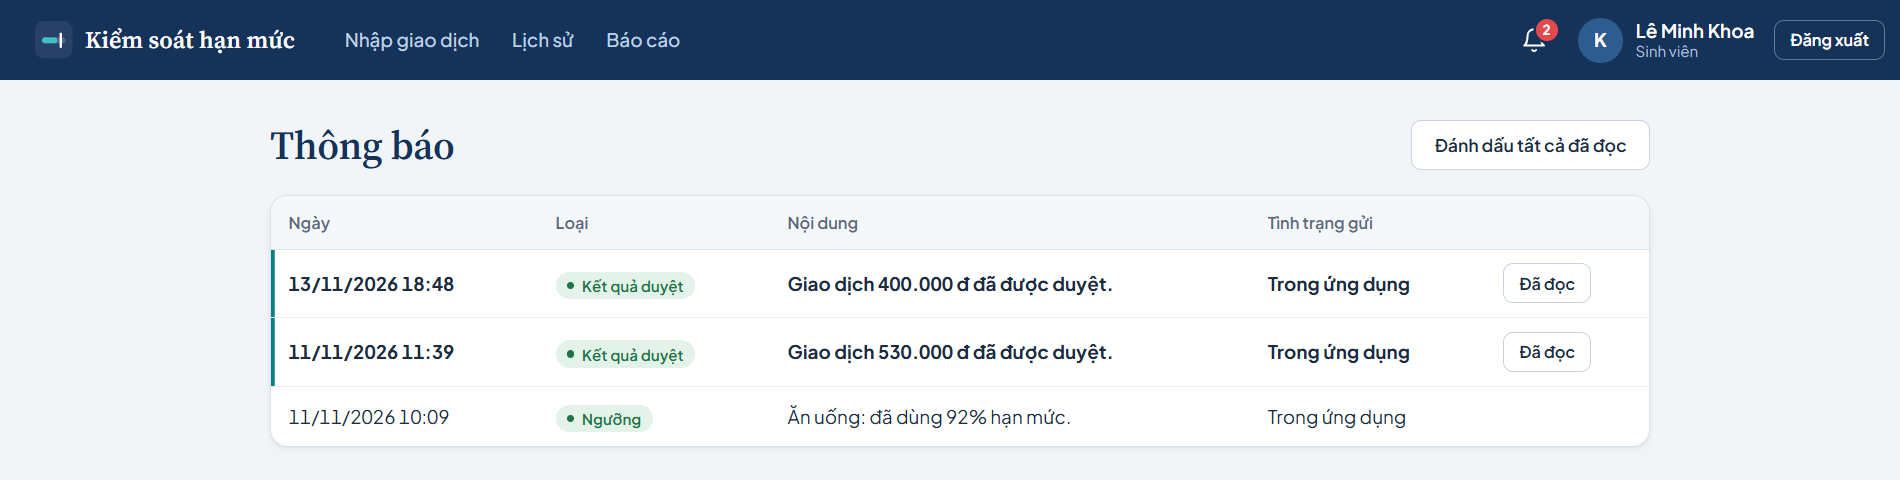 Kiểm soát hạn mức Nhập giao dịch Lịch sử Báo cáo 2 K Lê Minh Khoa Đăng xuất
Sinh viên
Thông báo Đánh dấu tất cả đã đọc
Ngày Loại Nội dung Tình trạng gửi
13/11/2026 18:48 Kết quả duyệt Giao dịch 400.000 đ đã được duyệt. Trong ứng dụng Đã đọc
11/11/2026 11:39 Kết quả duyệt Giao dịch 530.000 đ đã được duyệt. Trong ứng dụng Đã đọc
11/11/2026 10:09 Ngưỡng Ăn uống: đã dùng 92% hạn mức. Trong ứng dụng